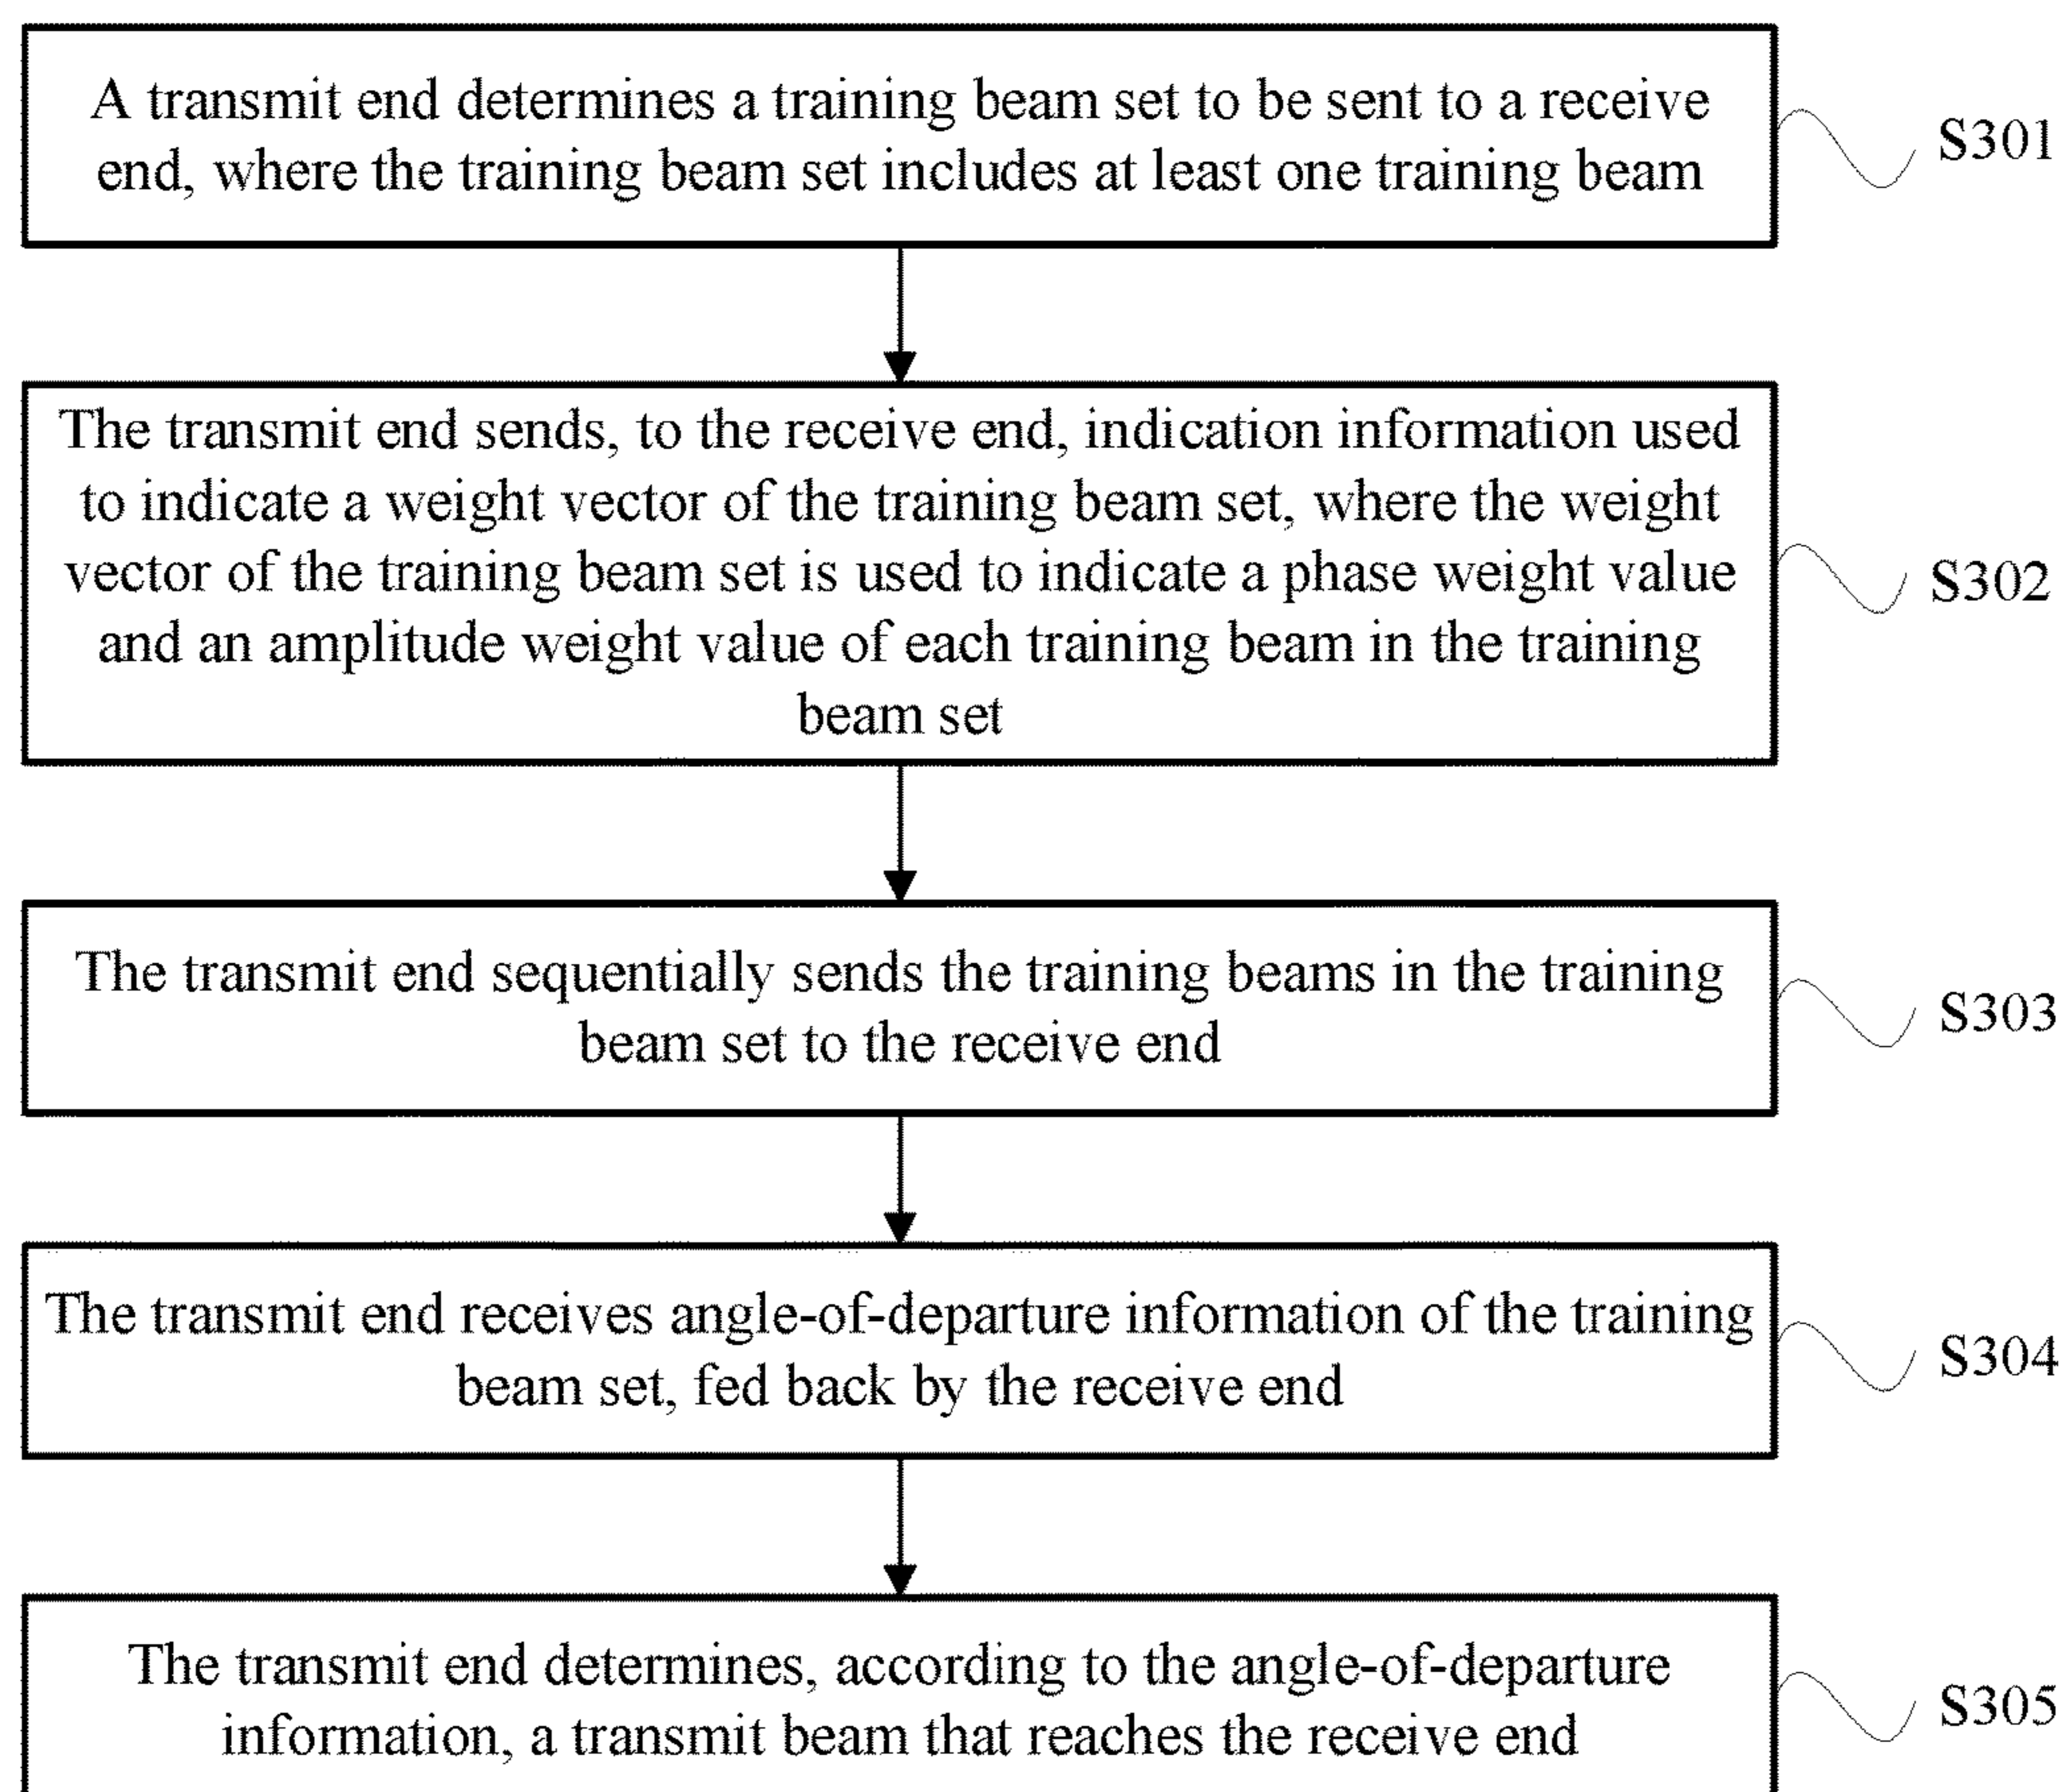 A transmit end determines a training beam set to be sent to a receive
end, where the training beam set includes at least one training beam
S301
The transmit end sends, to the receive end, indication information used
to indicate a weight vector of the training beam set, where the weight
vector of the training beam set is used to indicate a phase weight value
and an amplitude weight value of each training beam in the training
beam set
S302
The transmit end sequentially sends the training beams in the training
beam set to the receive end
S303
The transmit end receives angle-of-departure information of the training
beam set, fed back by the receive end
S304
The transmit end determines, according to the angle-of-departure
information, a transmit beam that reaches the receive end
S305